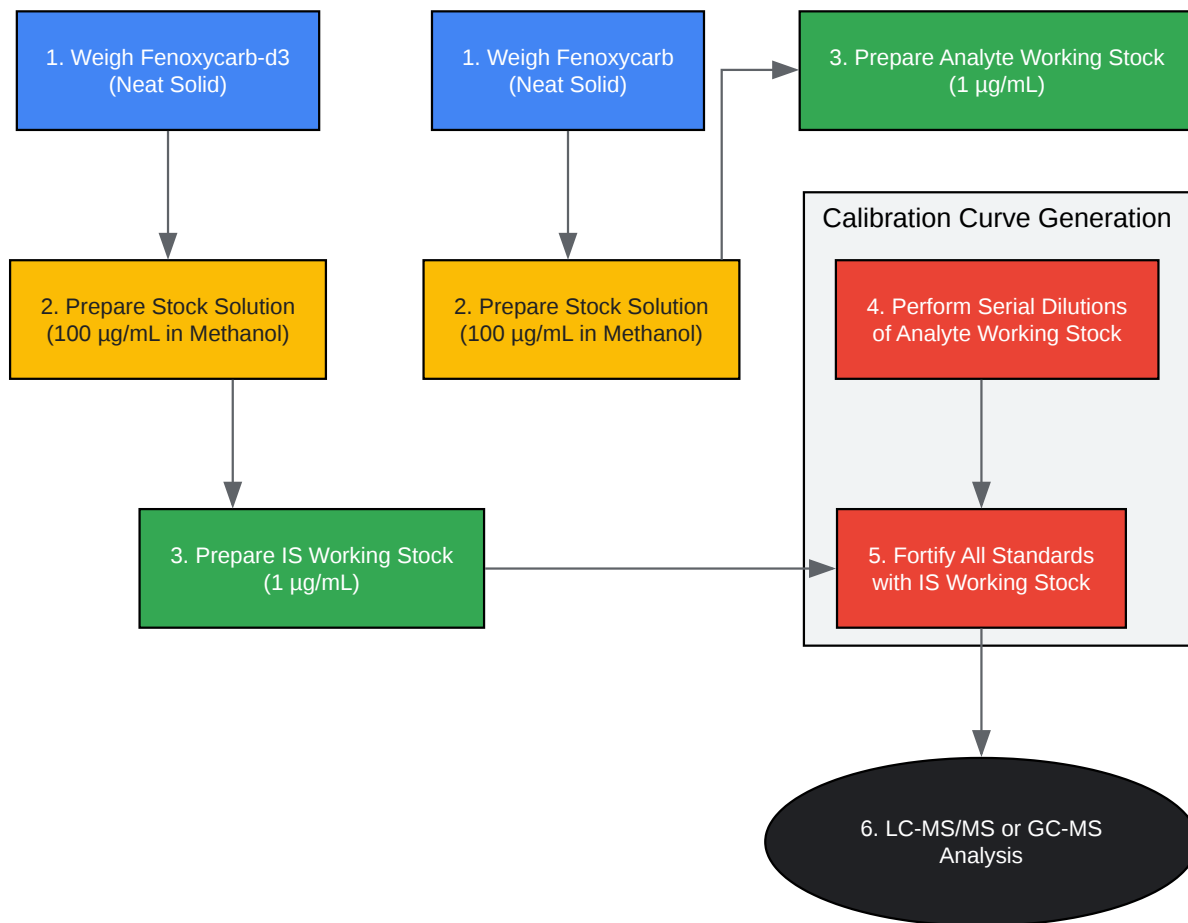 1. Weigh Fenoxycarb-d3
(Neat Solid)
1. Weigh Fenoxycarb
(Neat Solid)
3. Prepare Analyte Working Stock
(1 µg/mL)
Calibration Curve Generation
2. Prepare Stock Solution
(100 µg/mL in Methanol)
2. Prepare Stock Solution
(100 µg/mL in Methanol)
4. Perform Serial Dilutions
of Analyte Working Stock
3. Prepare IS Working Stock
(1 µg/mL)
5. Fortify All Standards
with IS Working Stock
6. LC-MS/MS or GC-MS
Analysis